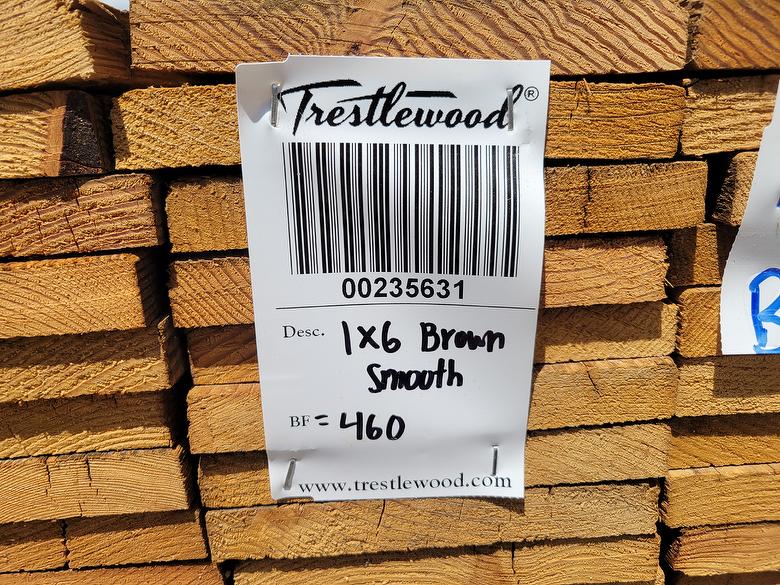 Trestlewood®
00235631
Desc. 1x6 Brown
Smooth
BF = 460
www.trestlewood.com